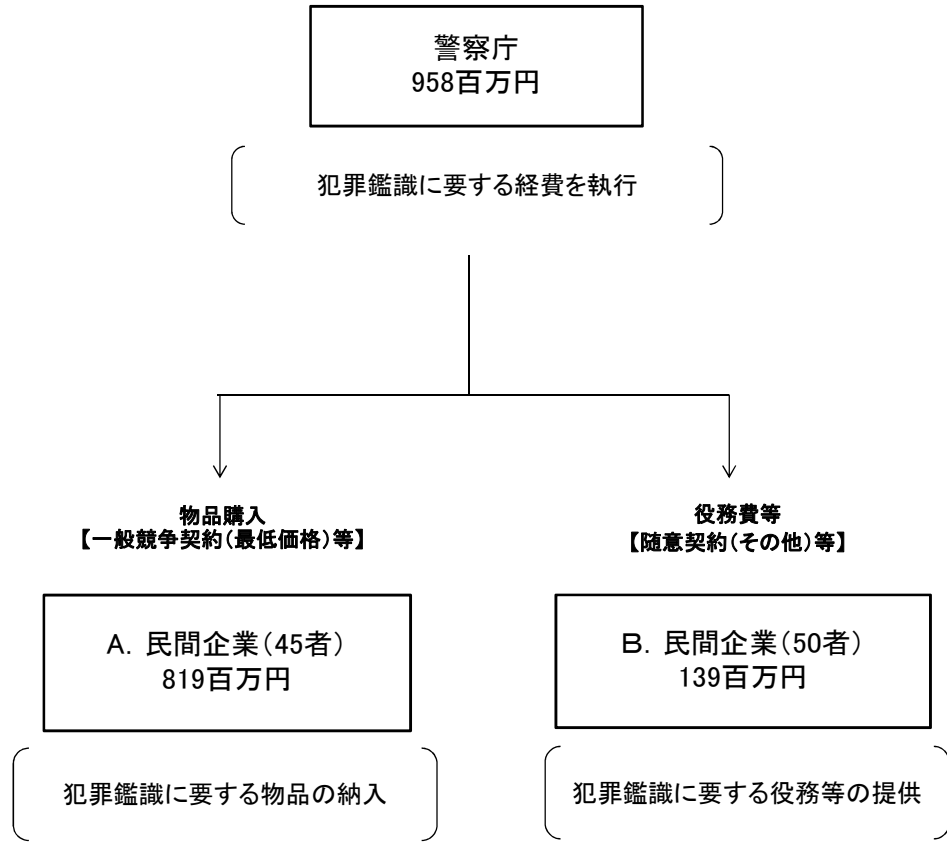 警察庁
958百万円
犯罪鑑識に要する経費を執行
物品購入
【一般競争契約(最低価格)等】
役務費等
【随意契約(その他)等】
A. 民間企業(45者)
819百万円
B. 民間企業(50者)
139百万円
犯罪鑑識に要する物品の納入
犯罪鑑識に要する役務等の提供